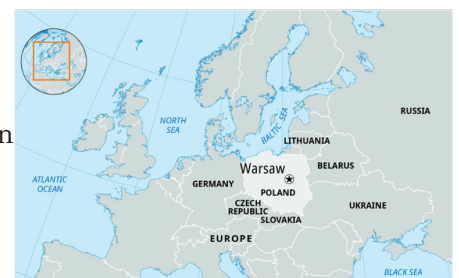 RUSSIA
NORTH
SEA
BALTIC SEA
n
LITHUANIA
Warsaw
BELARUS
ATLANTIC
OCEAN
GERMANY
POLAND
CZECH
REPUBLIC
UKRAINE
SLOVAKIA
EUROPE
BLACK SEA